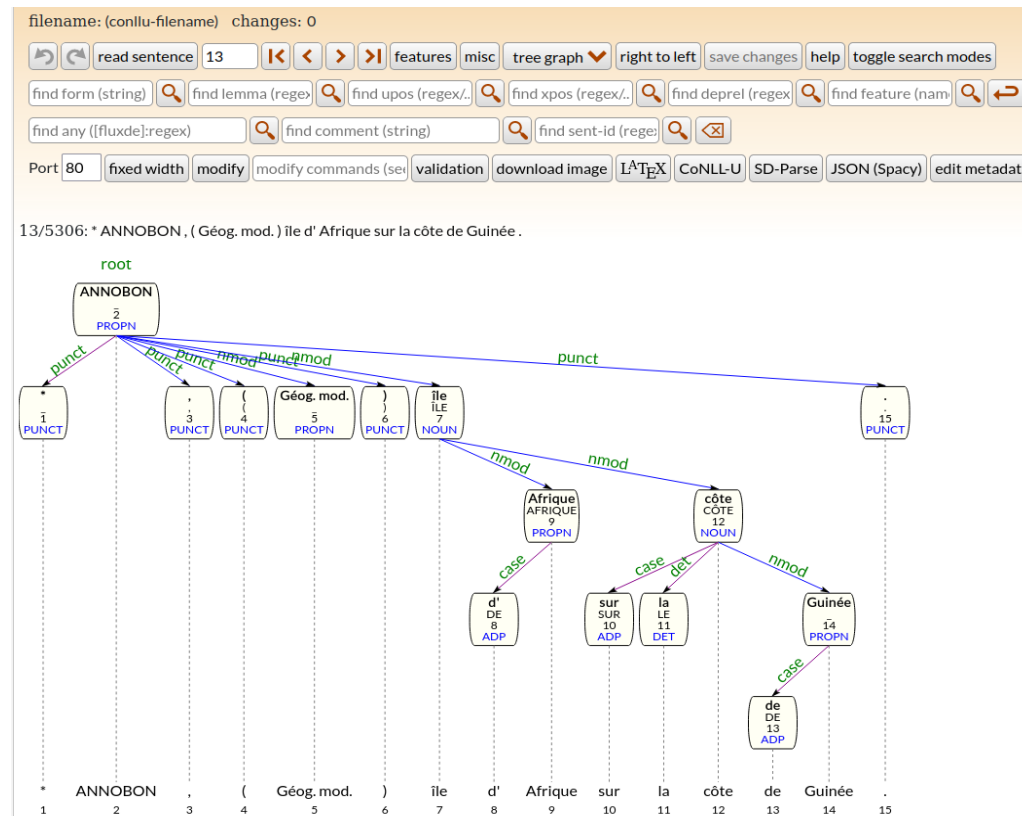 filename: (conllu-filename) changes: 0
read sentence 13 features misc tree graph right to left save changes help toggle search modes
find form (string) find lemma (regex find upos (regex/.. find xpos (regex/.. find deprel (regex find feature (nam
find any ([fluxde]:regex) find comment (string) find sent-id (rege
Port 80 fixed width modify modify commands (see validation download image LATEX CoNLL-U SD-Parse JSON (Spacy) edit metadat
13/5306: * ANNOBON , ( Géog. mod. ) île d' Afrique sur la côte de Guinée .
root
ANNOBON
_
2
PROPN
punct punct punct nmod punct nmod punct
* , ( Géog. mod. ) île .
_ , ( _ ) ÎLE .
1 3 4 5 6 7 15
PUNCT PUNCT PUNCT PROPN PUNCT NOUN PUNCT
nmod nmod
Afrique côte
AFRIQUE CÔTE
9 12
PROPN NOUN
case case det nmod
d' sur la Guinée
DE SUR LE _
8 10 11 14
ADP ADP DET PROPN
case
de
DE
13
ADP
* ANNOBON , ( Géog. mod. ) île d' Afrique sur la côte de Guinée .
1 2 3 4 5 6 7 8 9 10 11 12 13 14 15